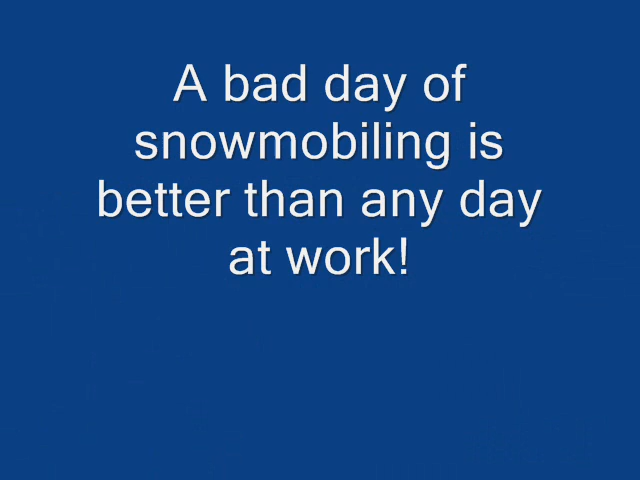 A bad day of
snowmobiling is
better than any day
at work!